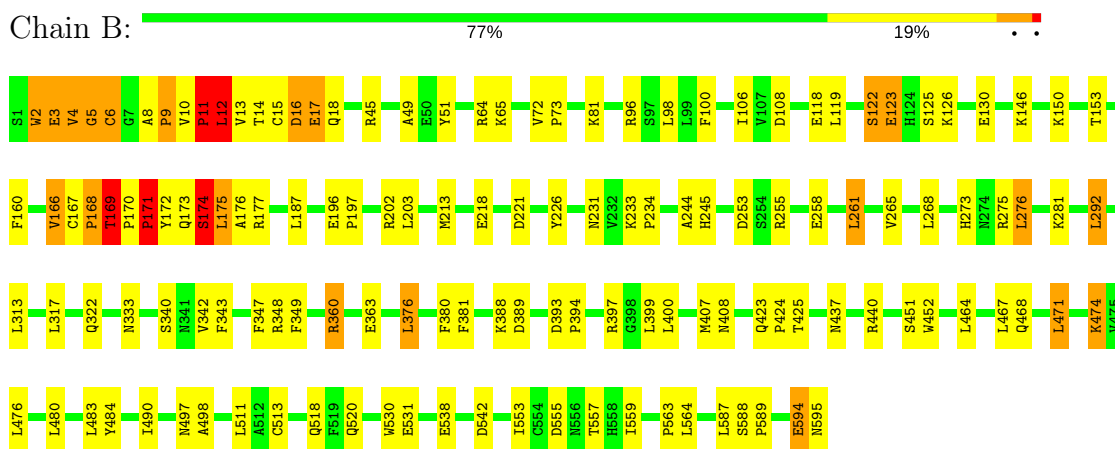 Chain B:
77% 19% • •
S1 W2 E3 V4 G5 C6 G7 A8 P9 V10 P11 L12 V13 T14 C15 D16 E17 Q18 R45 A49 E50 Y51 R64 K65 V72 P73 K81 R96 S97 L98 L99 F100 I106 V107 D108 E118 L119 S122 E123 H124 S125 K126 E130 K146 K150 T153
F160 V166 C167 P168 T169 P170 P171 Y172 Q173 S174 L175 A176 R177 L187 E196 P197 R202 L203 M213 E218 D221 Y226 N231 V232 K233 P234 A244 H245 D253 S254 R255 E258 L261 V265 L268 H273 N274 R275 L276 K281 L292
L313 L317 Q322 N333 S340 N341 V342 F343 F347 R348 F349 R360 E363 L376 F380 F381 K388 D389 D393 P394 R397 G398 L399 L400 M407 N408 Q423 P424 T425 N437 R440 S451 W452 L464 L467 Q468 L471 K474 V475
L476 L480 L483 Y484 I490 N497 A498 L511 A512 C513 Q518 F519 Q520 W530 E531 E538 D542 I553 C554 D555 N556 T557 H558 I559 P563 L564 L587 S588 P589 E594 N595